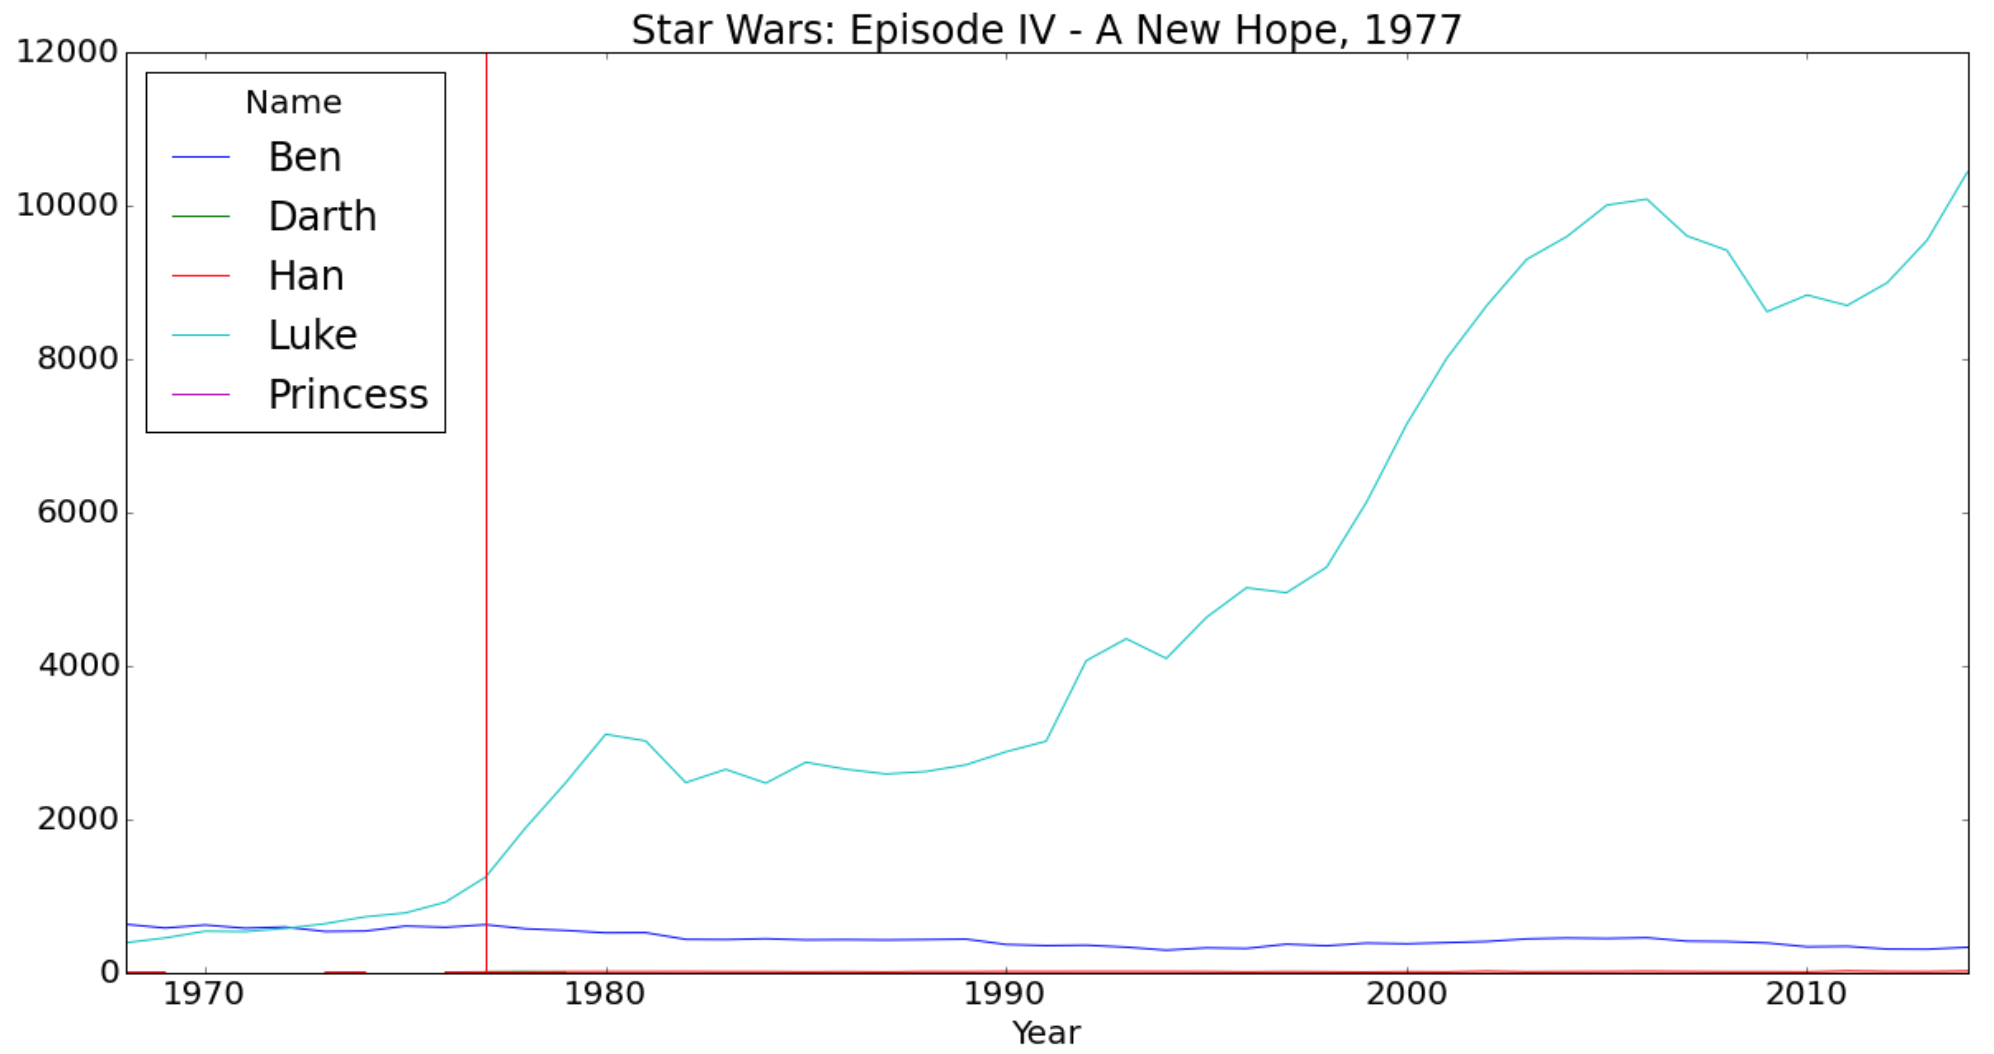 Star Wars: Episode IV - A New Hope, 1977
12000
10000
8000
6000
4000
2000
0
Name
Ben
Darth
Han
Luke
Princess
1970 1980 1990 2000 2010
Year